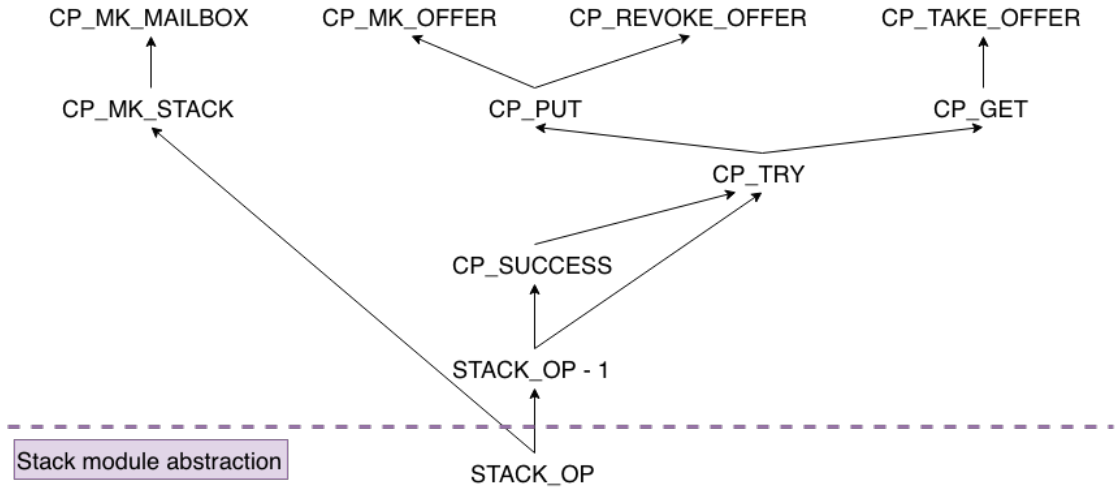 CP_MK_MAILBOX CP_MK_OFFER CP_REVOKE_OFFER CP_TAKE_OFFER
CP_MK_STACK CP_PUT CP_GET
CP_TRY
CP_SUCCESS
STACK_OP - 1
Stack module abstraction
STACK_OP